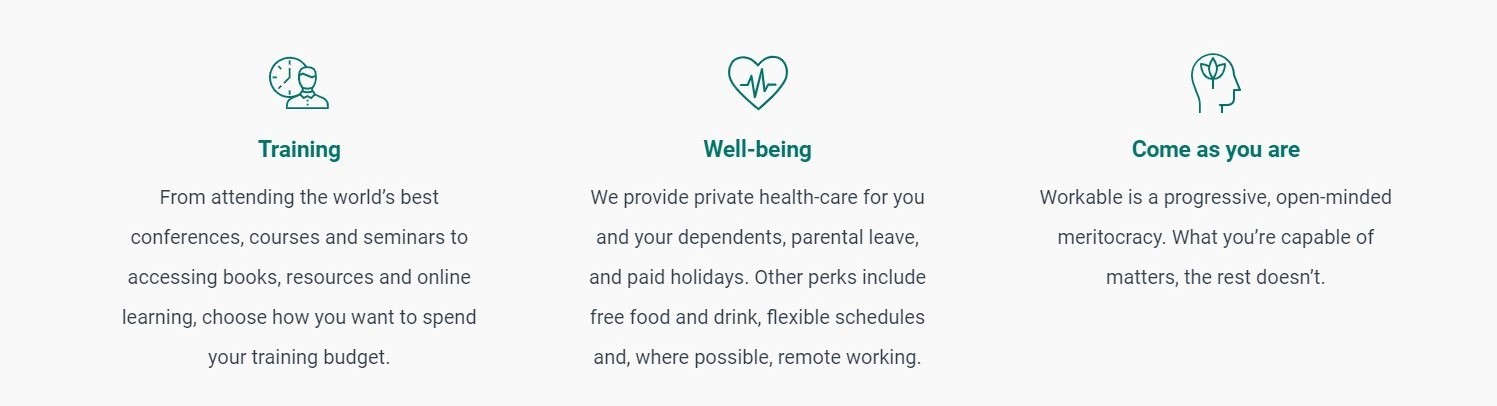 Training
From attending the world’s best
conferences, courses and seminars to
accessing books, resources and online
learning, choose how you want to spend
your training budget.
Well-being
We provide private health-care for you
and your dependents, parental leave,
and paid holidays. Other perks include
free food and drink, flexible schedules
and, where possible, remote working.
Come as you are
Workable is a progressive, open-minded
meritocracy. What you’re capable of
matters, the rest doesn’t.